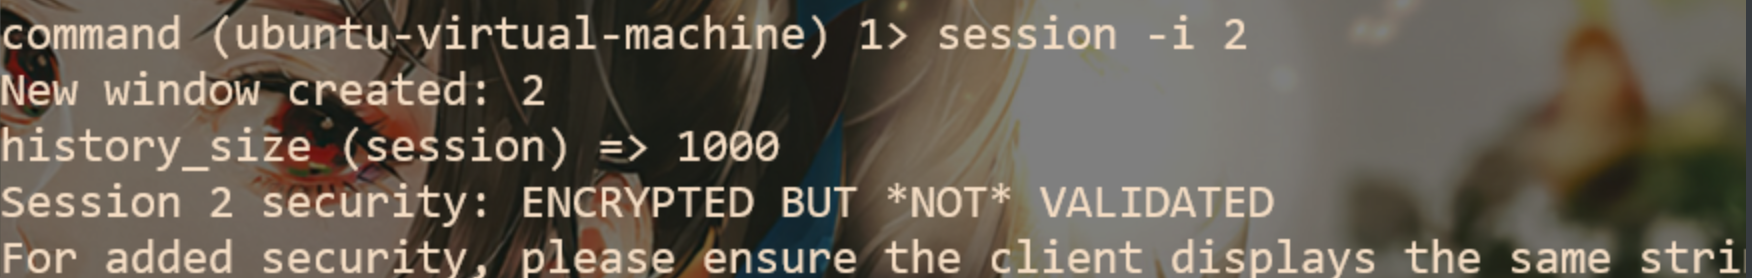 command (ubuntu-virtual-machine) 1> session -i 2
New window created: 2
history_size (session) => 1000
Session 2 security: ENCRYPTED BUT *NOT* VALIDATED
For added security, please ensure the client displays the same stri